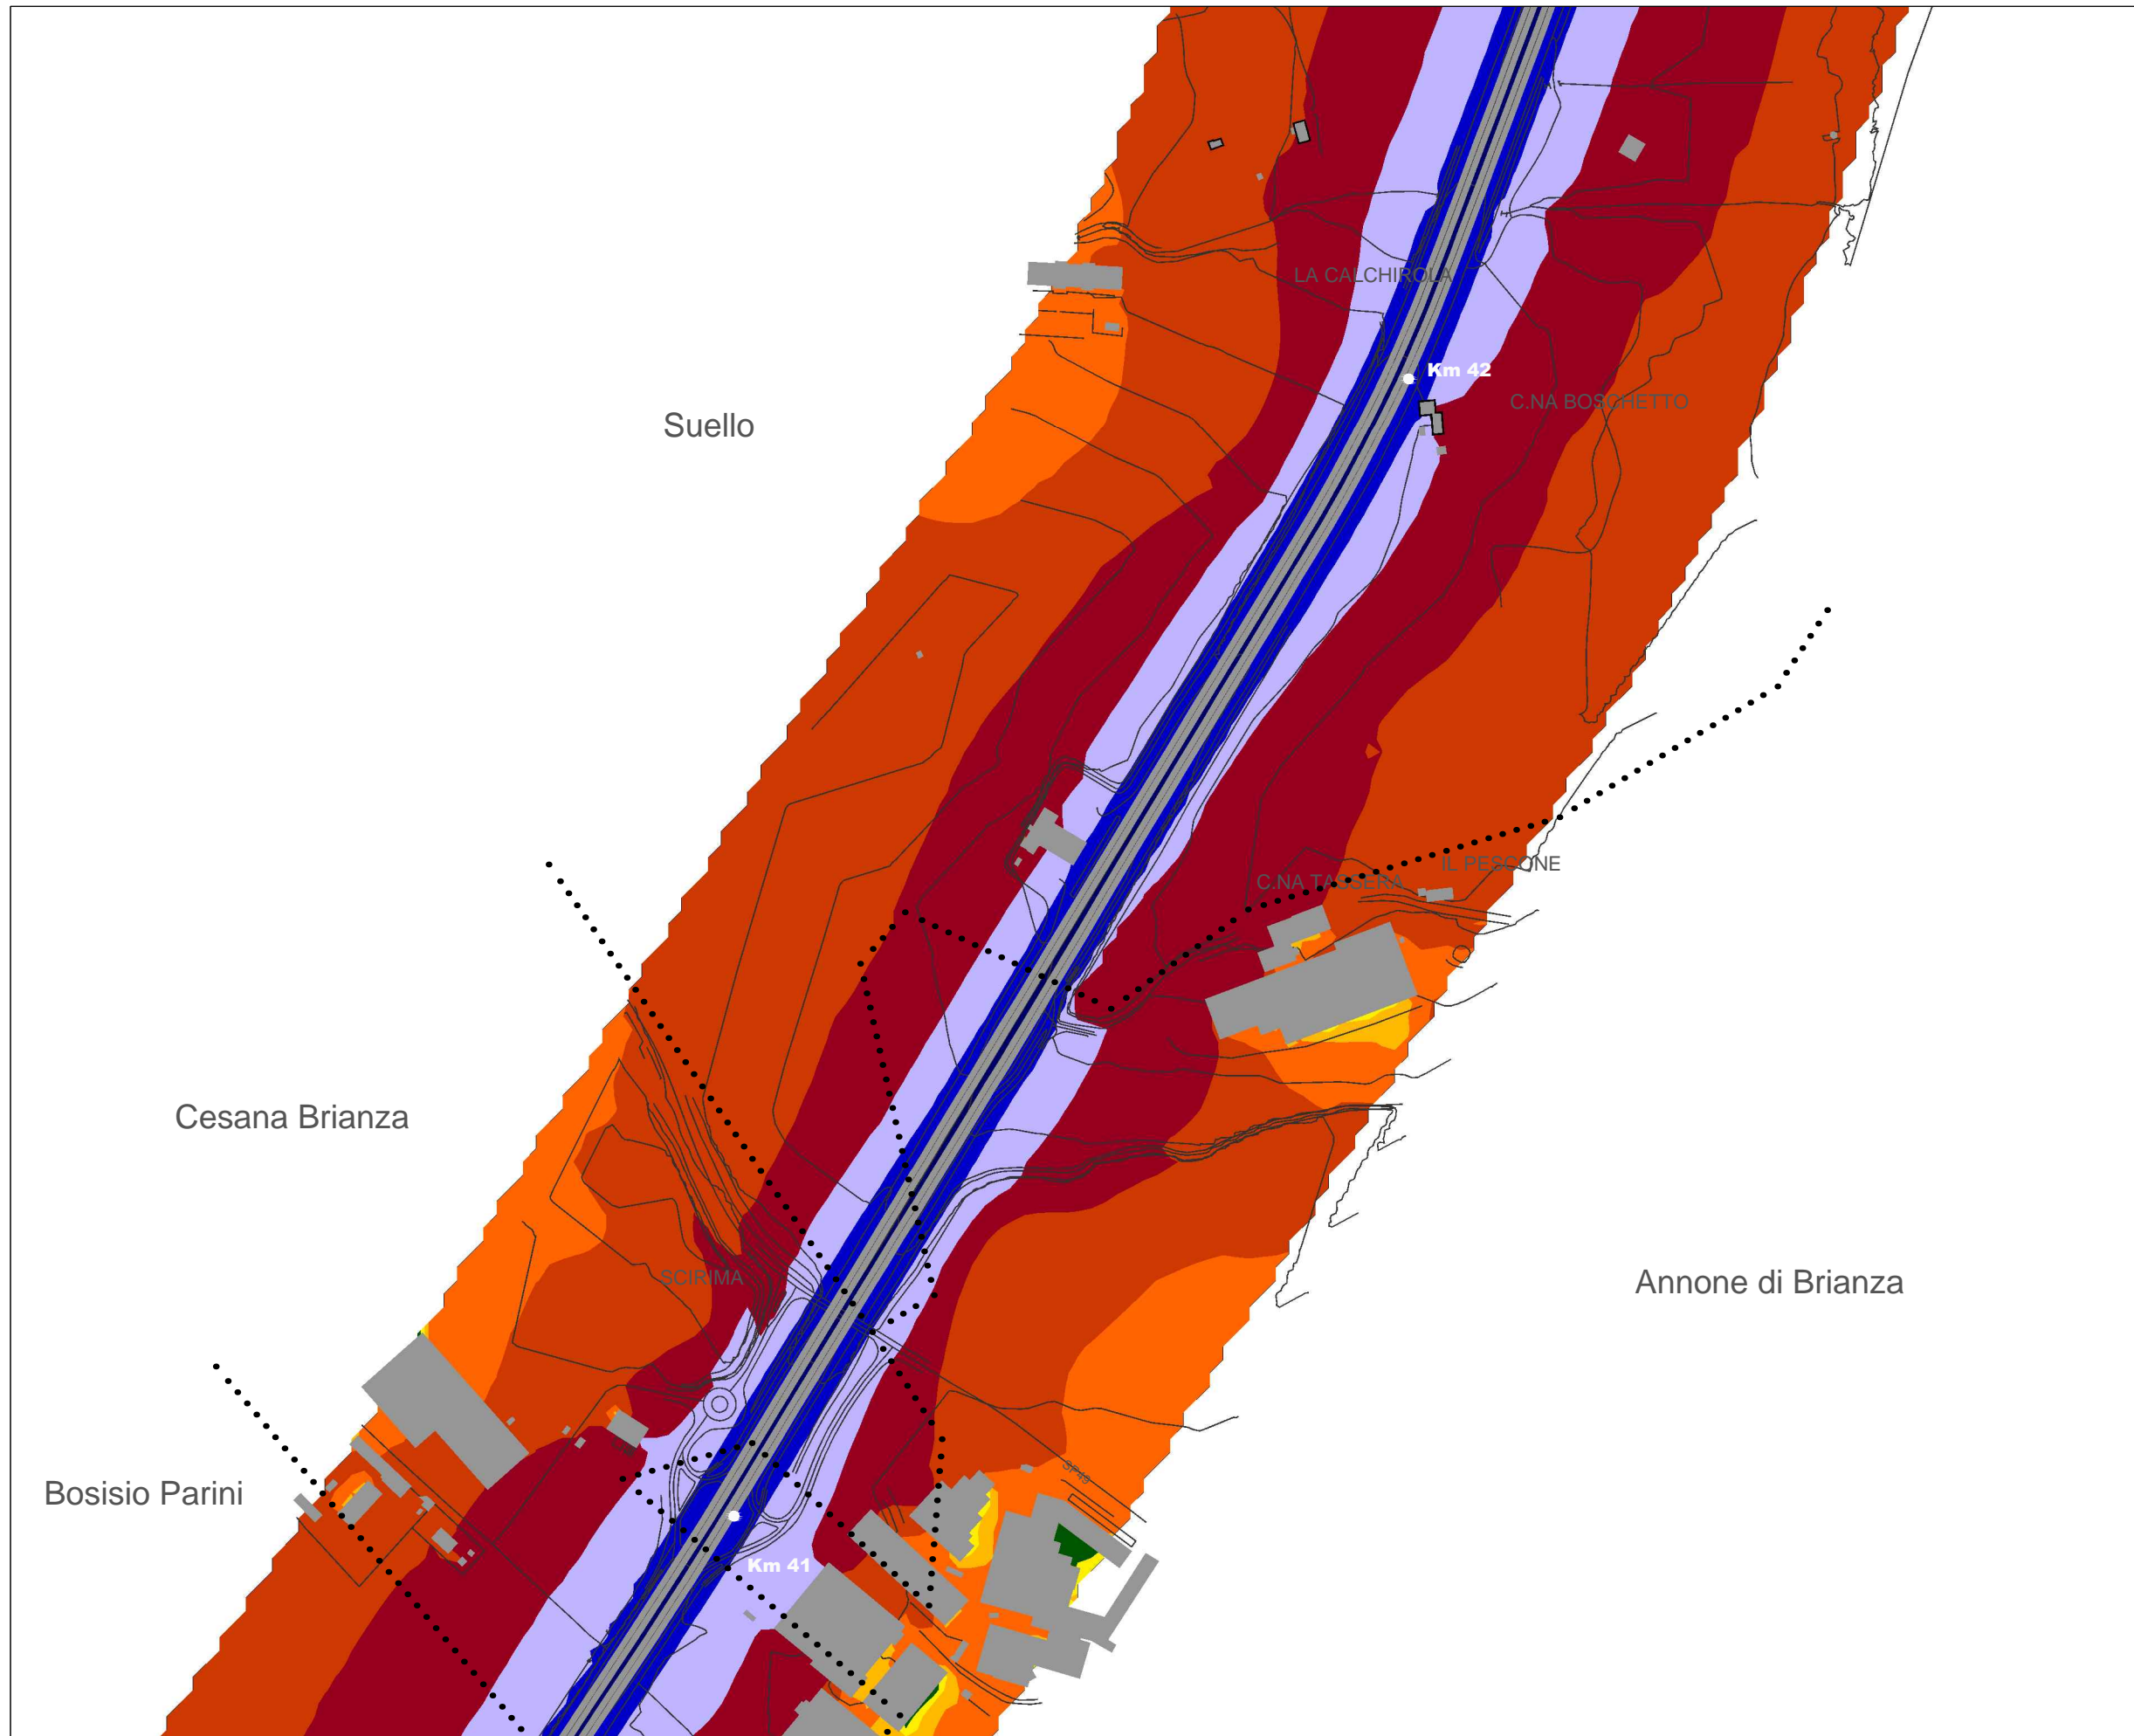 LA CALCHIROLA
Km 42
C.NA BOSCHETTO
Suello
IL PESCONE
C.NA TASSERA
Cesana Brianza
SCIRIMA
Annone di Brianza
SP49
Bosisio Parini
Km 41